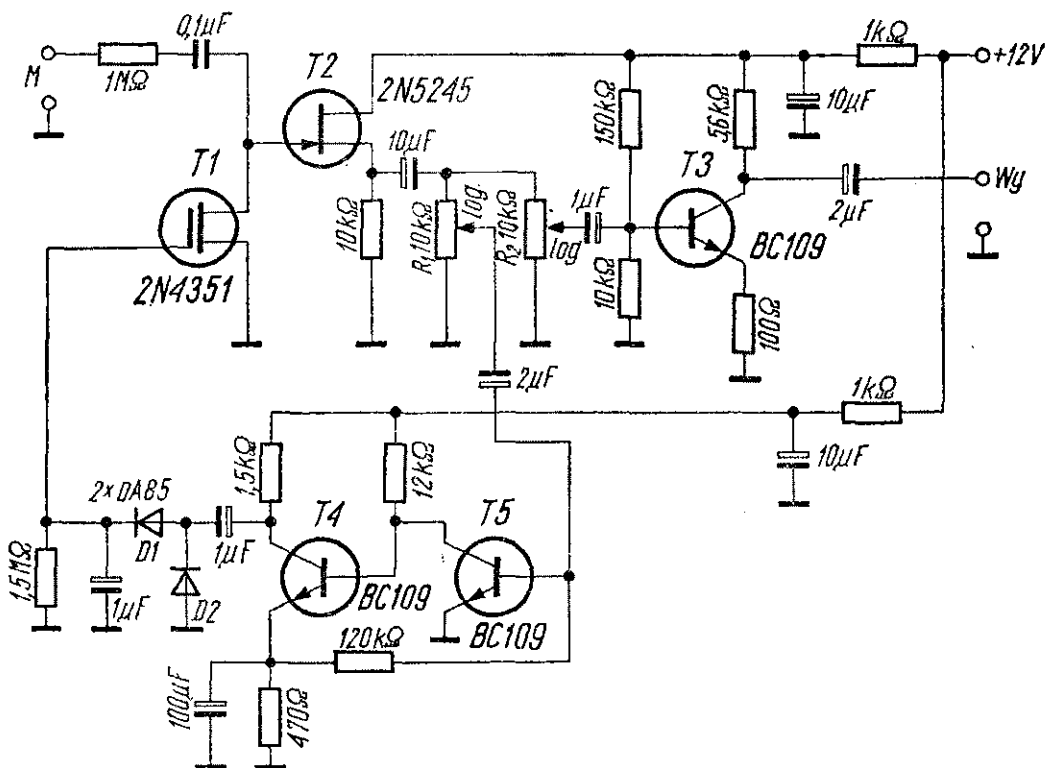 0,1µF
1kΩ
M
1MΩ
T2
+12V
2N5245
10µF
150kΩ
5,6kΩ
10µF
T1
T3
1µF
log.
2µF
Wy
10kΩ
R₁ 10kΩ
R₂ 10kΩ
log
BC109
2N4351
10kΩ
100Ω
2µF
1kΩ
1,5kΩ
12kΩ
10µF
2×DA85
T4
T5
D1
1µF
1,5MΩ
1µF
D2
BC109
BC109
120kΩ
100µF
470Ω